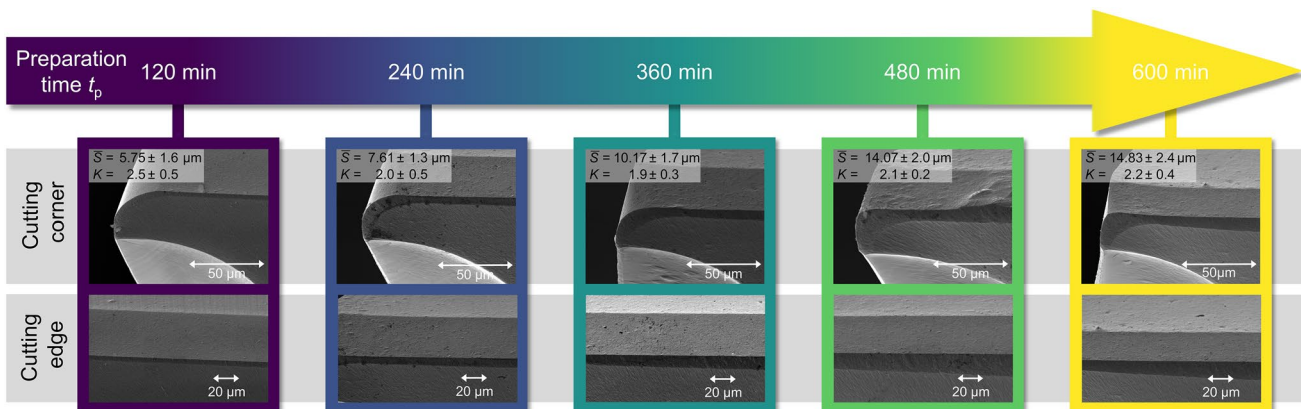 Preparation
time tp
120 min
240 min
360 min
480 min
600 min
Cutting
corner
S̅ = 5.75 ± 1.6 µm
K = 2.5 ± 0.5
50 µm
S̅ = 7.61 ± 1.3 µm
K = 2.0 ± 0.5
50 µm
S̅ = 10.17 ± 1.7 µm
K = 1.9 ± 0.3
50 µm
S̅ = 14.07 ± 2.0 µm
K = 2.1 ± 0.2
50 µm
S̅ = 14.83 ± 2.4 µm
K = 2.2 ± 0.4
50µm
Cutting
edge
20 µm
20 µm
20 µm
20 µm
20 µm